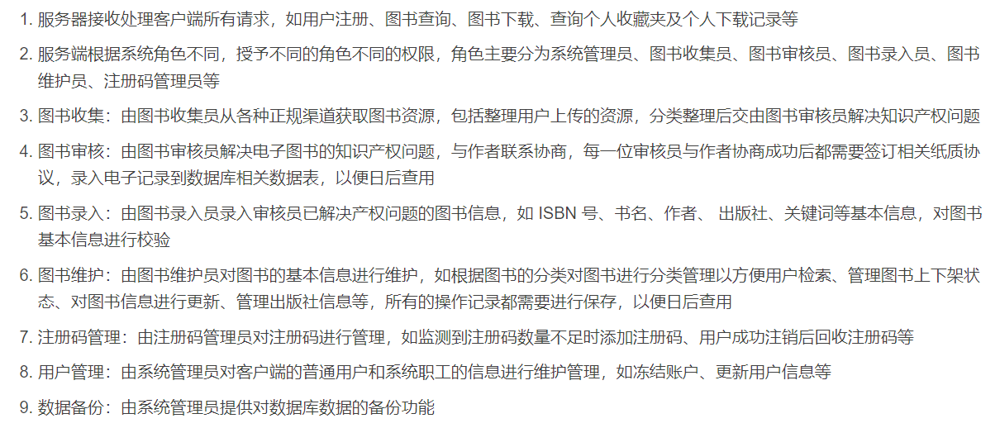 1. 服务器接收处理客户端所有请求，如用户注册、图书查询、图书下载、查询个人收藏夹及个人下载记录等
2. 服务端根据系统角色不同，授予不同的角色不同的权限，角色主要分为系统管理员、图书收集员、图书审核员、图书录入员、图书
维护员、注册码管理员等
3. 图书收集：由图书收集员从各种正规渠道获取图书资源，包括整理用户上传的资源，分类整理后交由图书审核员解决知识产权问题
4. 图书审核：由图书审核员解决电子图书的知识产权问题，与作者联系协商，每一位审核员与作者协商成功后都需要签订相关纸质协
议，录入电子记录到数据库相关数据表，以便日后查用
5. 图书录入：由图书录入员录入审核员已解决产权问题的图书信息，如 ISBN 号、书名、作者、 出版社、关键词等基本信息，对图书
基本信息进行校验
6. 图书维护：由图书维护员对图书的基本信息进行维护，如根据图书的分类对图书进行分类管理以方便用户检索、管理图书上下架状
态、对图书信息进行更新、管理出版社信息等，所有的操作记录都需要进行保存，以便日后查用
7. 注册码管理：由注册码管理员对注册码进行管理，如监测到注册码数量不足时添加注册码、用户成功注销后回收注册码等
8. 用户管理：由系统管理员对客户端的普通用户和系统职工的信息进行维护管理，如冻结账户、更新用户信息等
9. 数据备份：由系统管理员提供对数据库数据的备份功能